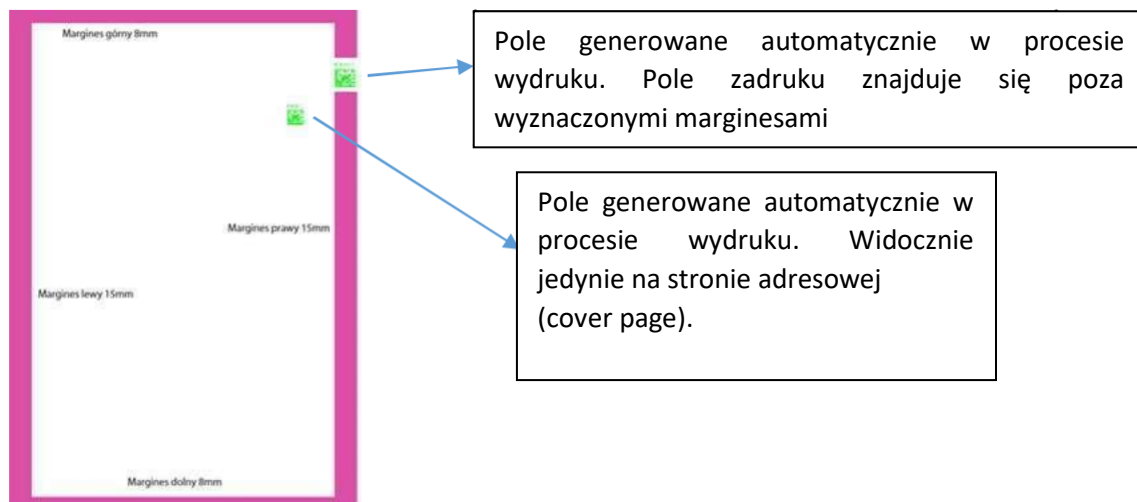 Margines górny 8mm
Pole generowane automatycznie w procesie
wydruku. Pole zadruku znajduje się poza
wyznaczonymi marginesami
Pole generowane automatycznie w
procesie wydruku. Widocznie
jedynie na stronie adresowej
(cover page).
Margines prawy 15mm
Margines lewy 15mm
Margines dolny 8mm